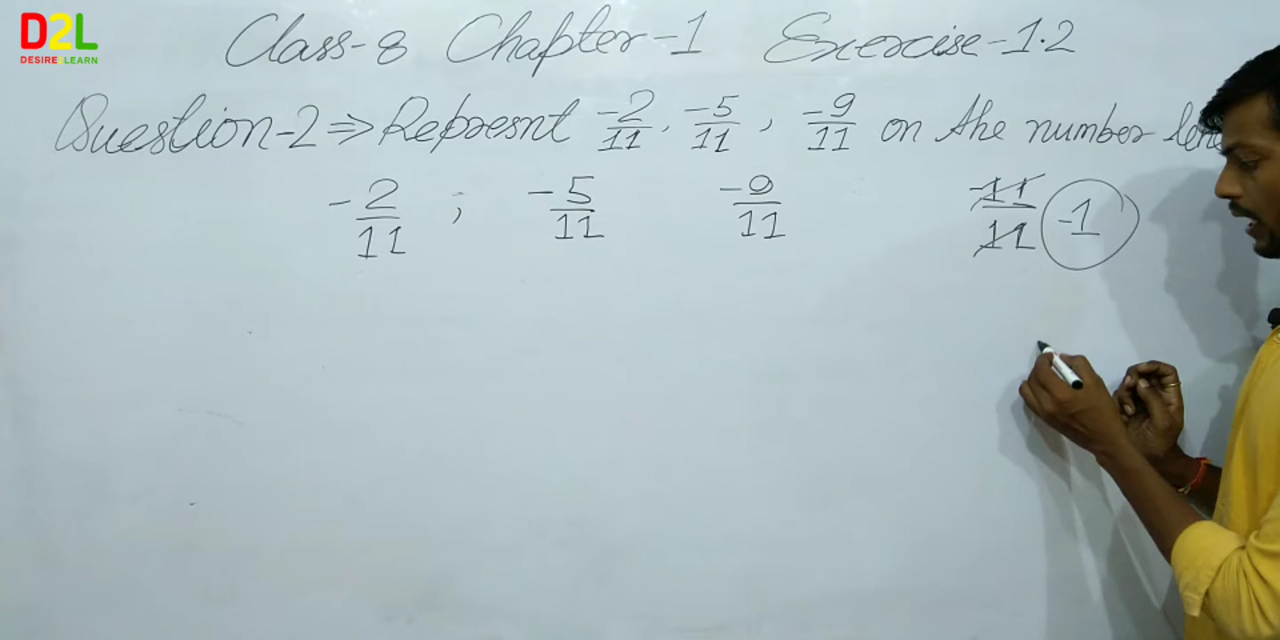 D2L
DESIRE 2 LEARN
Class-8 Chapter-1 Exercise-1.2
Question-2 ⇒ Represnt -2/11, -5/11, -9/11 on the number line
-2/11 ; -5/11 -9/11 -11/11 -1